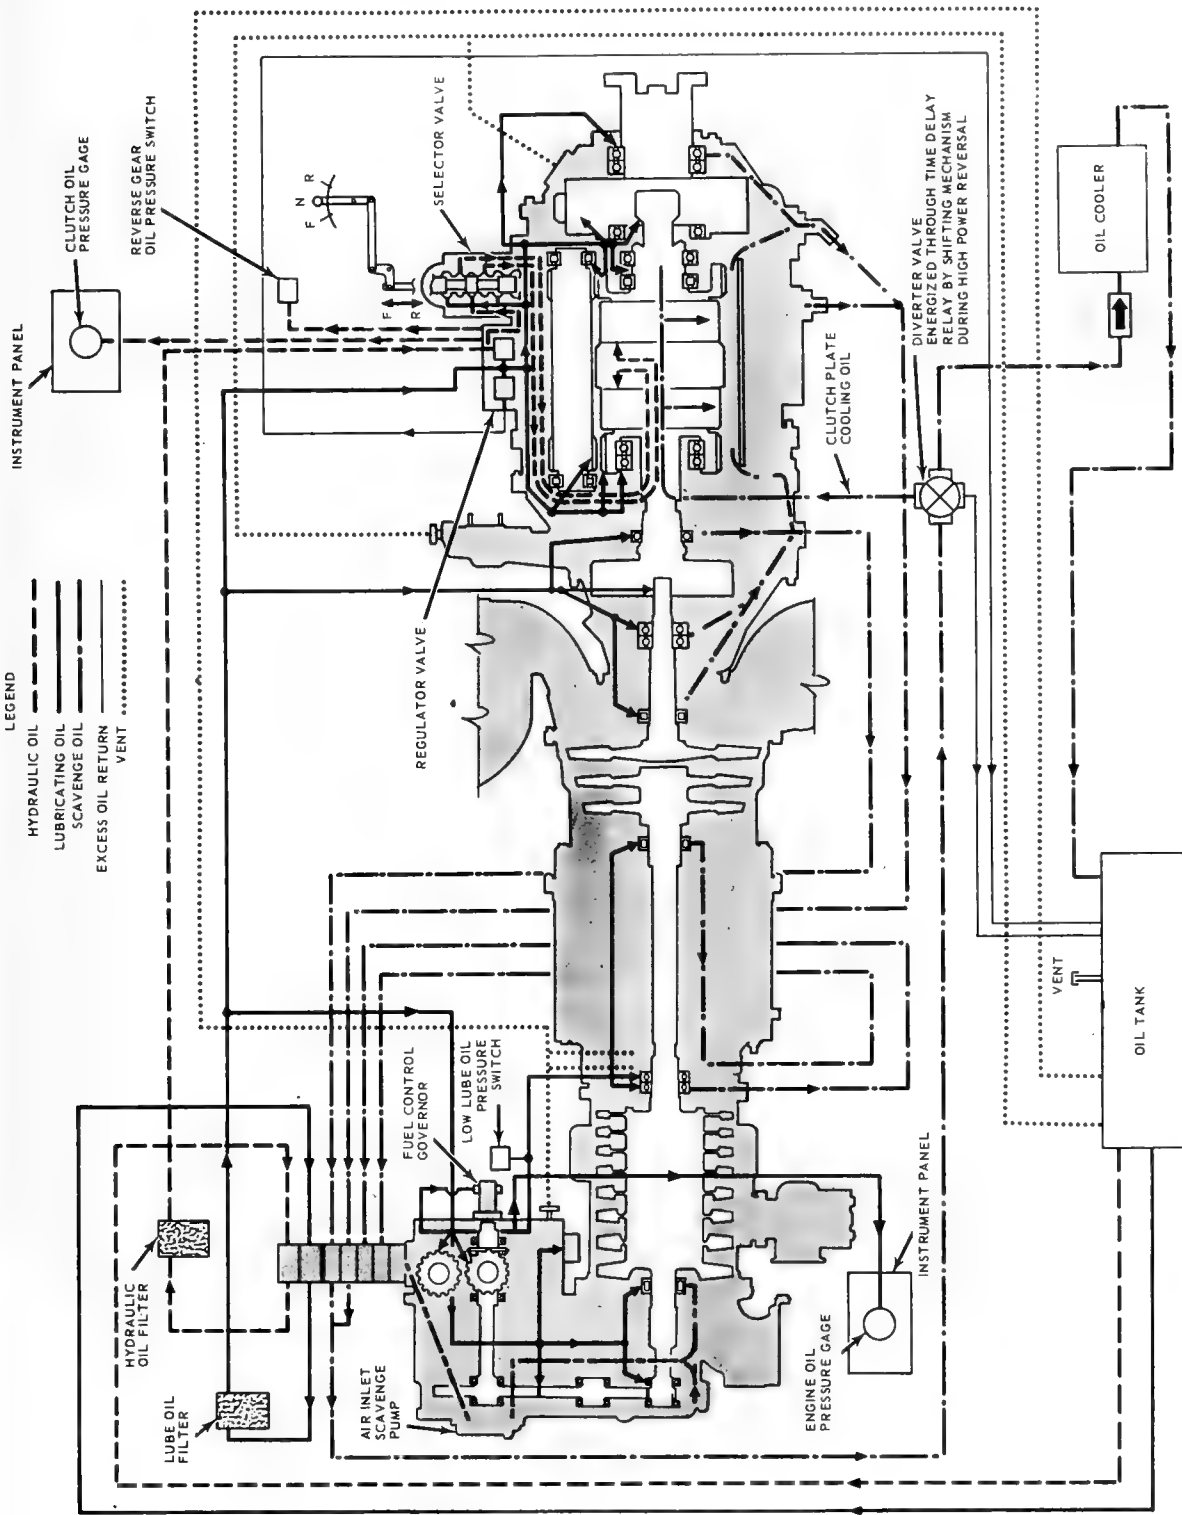 LEGEND
HYDRAULIC OIL
LUBRICATING OIL
SCAVENGE OIL
EXCESS OIL RETURN
VENT
INSTRUMENT PANEL
CLUTCH OIL
PRESSURE GAGE
REVERSE GEAR
OIL PRESSURE SWITCH
F N R
SELECTOR VALVE
F
R
REGULATOR VALVE
CLUTCH PLATE
COOLING OIL
DIVERTER VALVE
ENERGIZED THROUGH TIME DELAY
RELAY BY SHIFTING MECHANISM
DURING HIGH POWER REVERSAL
OIL COOLER
HYDRAULIC
OIL FILTER
LUBE OIL
FILTER
FUEL CONTROL
GOVERNOR
LOW LUBE OIL
PRESSURE
SWITCH
AIR INLET
SCAVENGE
PUMP
ENGINE OIL
PRESSURE GAGE
INSTRUMENT PANEL
VENT
OIL TANK